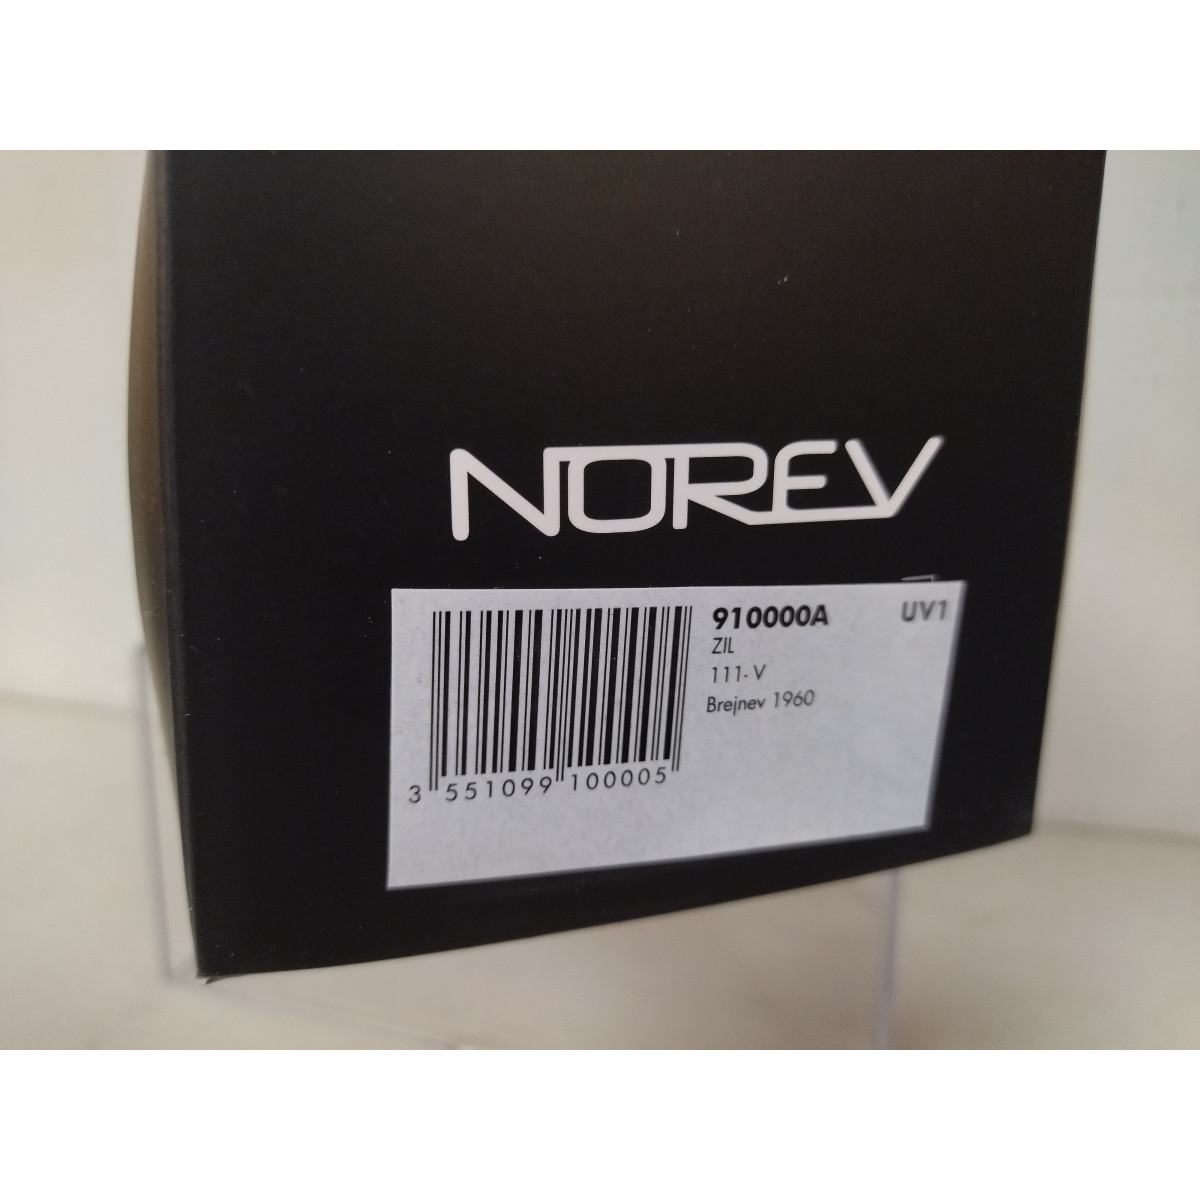 NOREV
910000A UV1
ZIL
111-V
Brejnev 1960
3 551099 100005